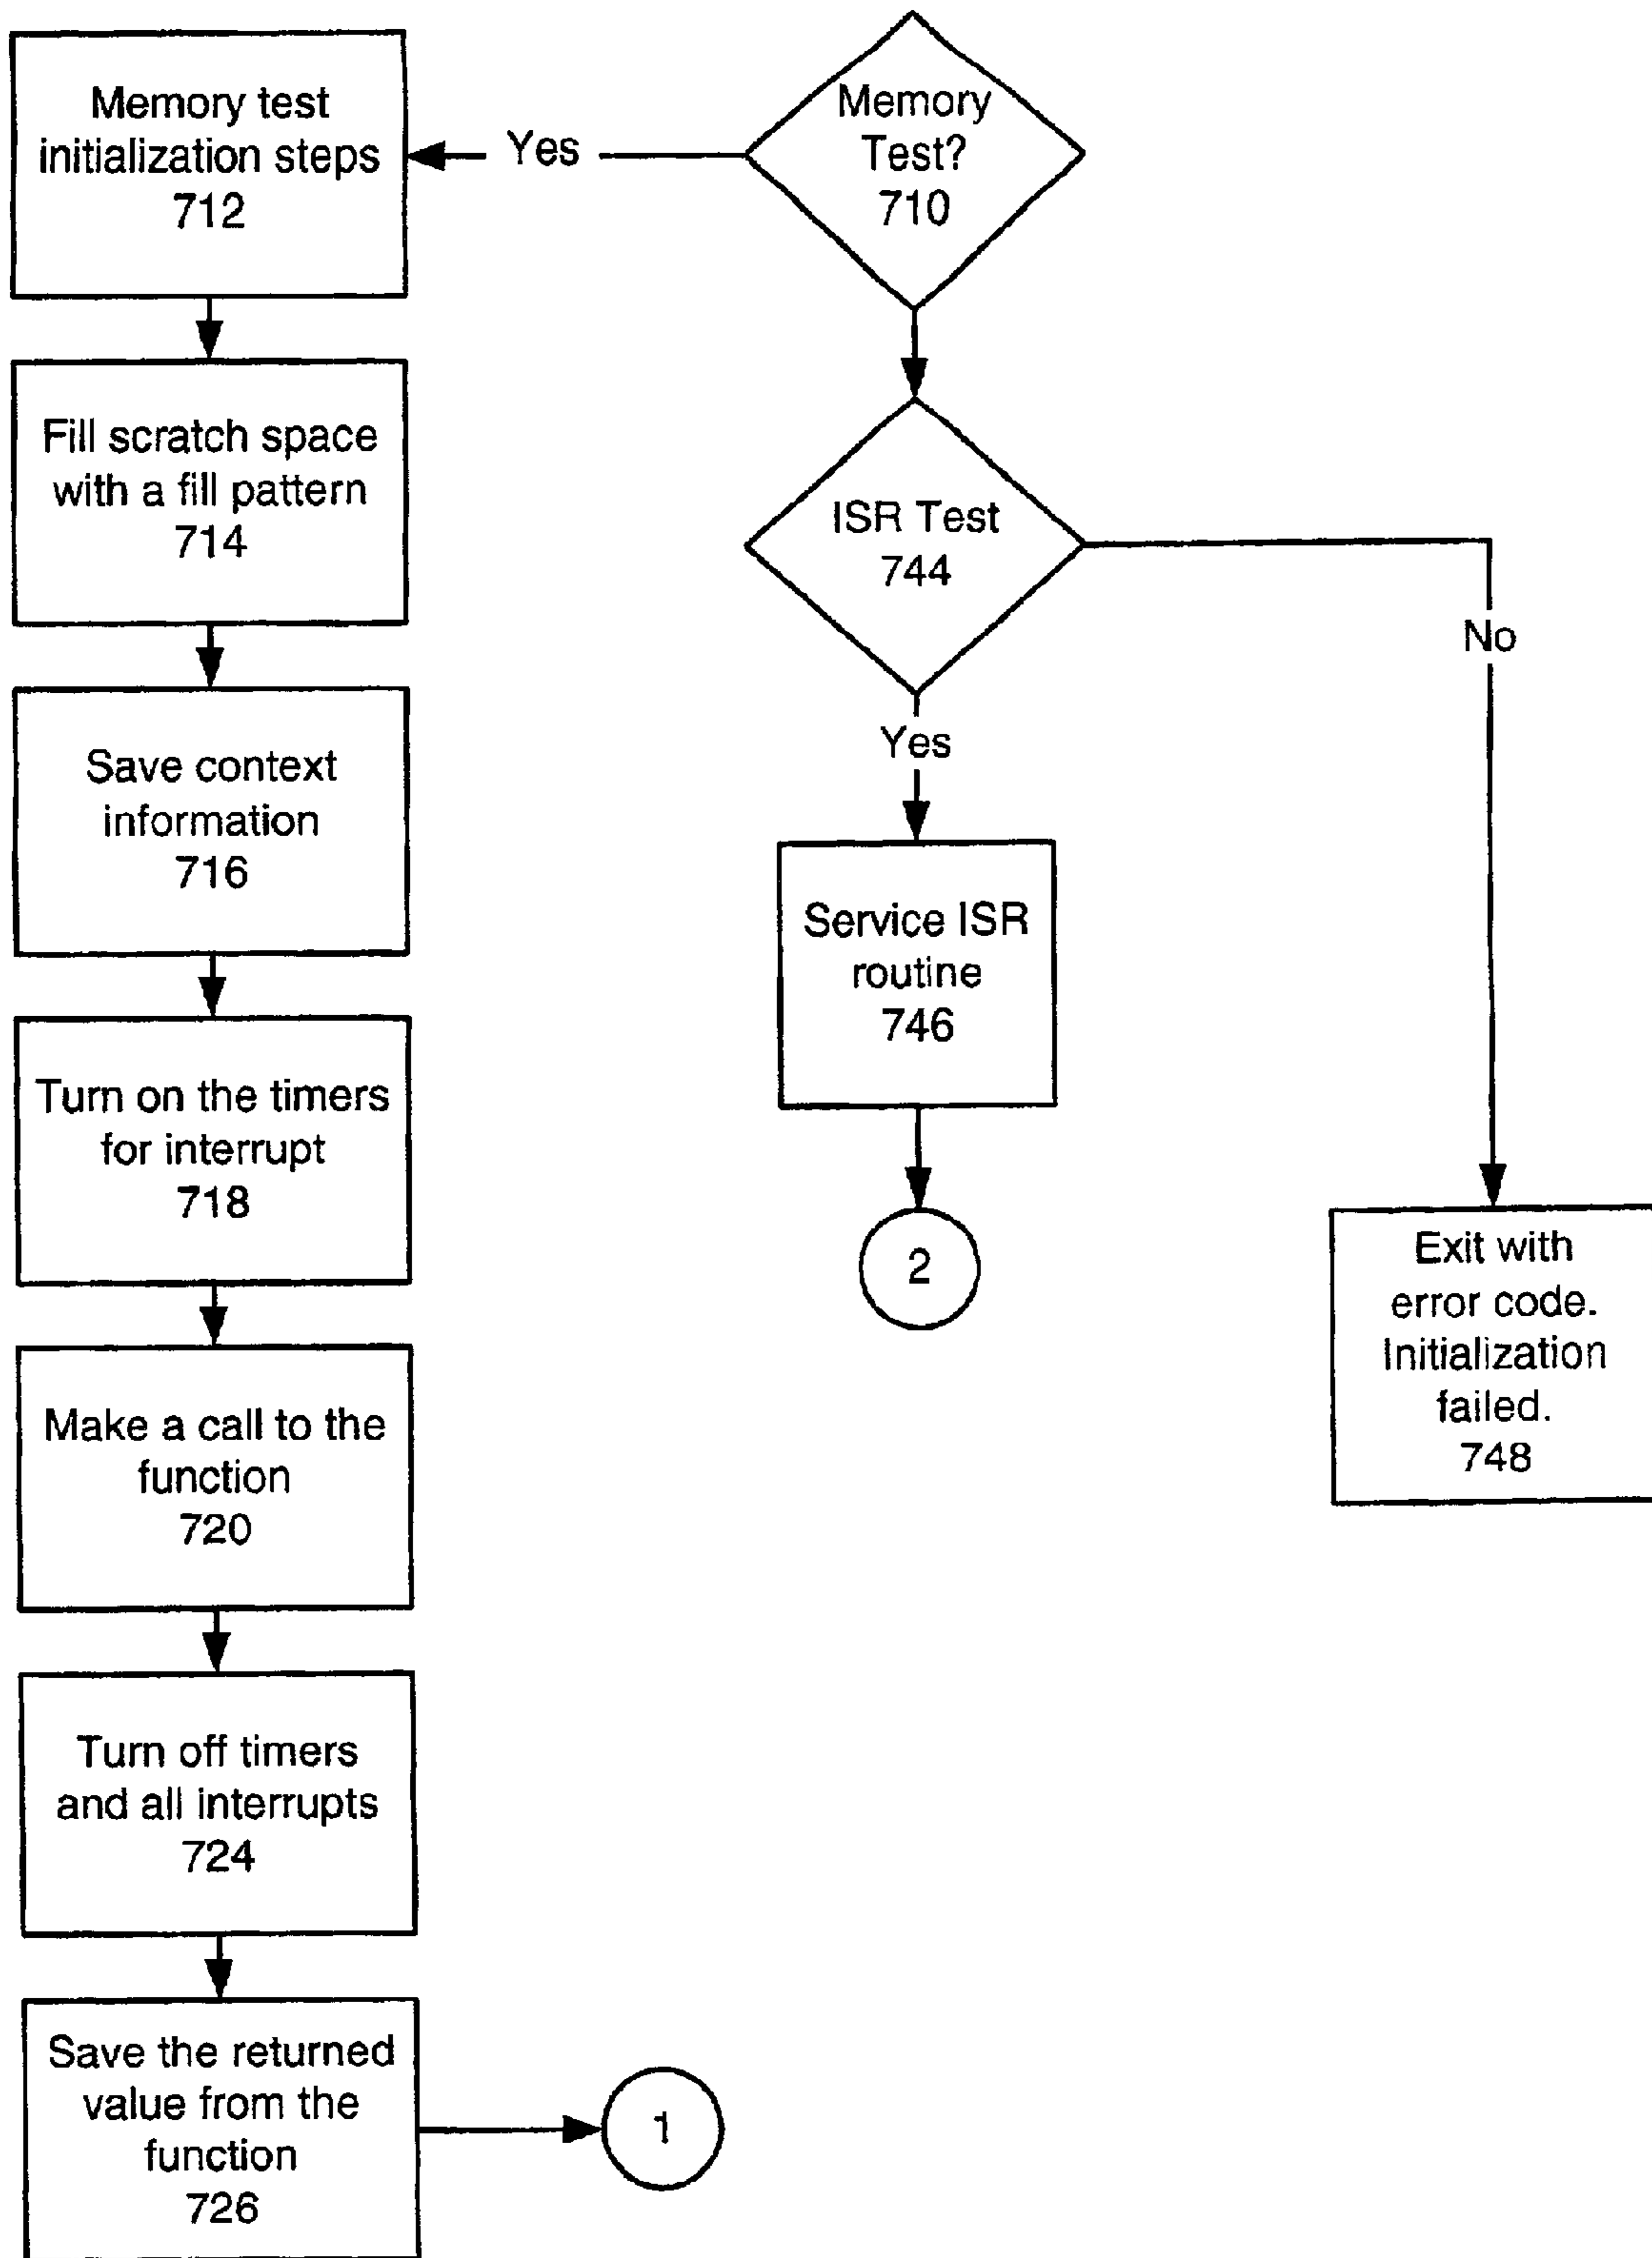 Memory test
initialization steps
712
Yes
Memory
Test?
710
Fill scratch space
with a fill pattern
714
ISR Test
744
No
Save context
information
716
Yes
Service ISR
routine
746
Turn on the timers
for interrupt
718
2
Exit with
error code.
Initialization
failed.
748
Make a call to the
function
720
Turn off timers
and all interrupts
724
Save the returned
value from the
function
726
1